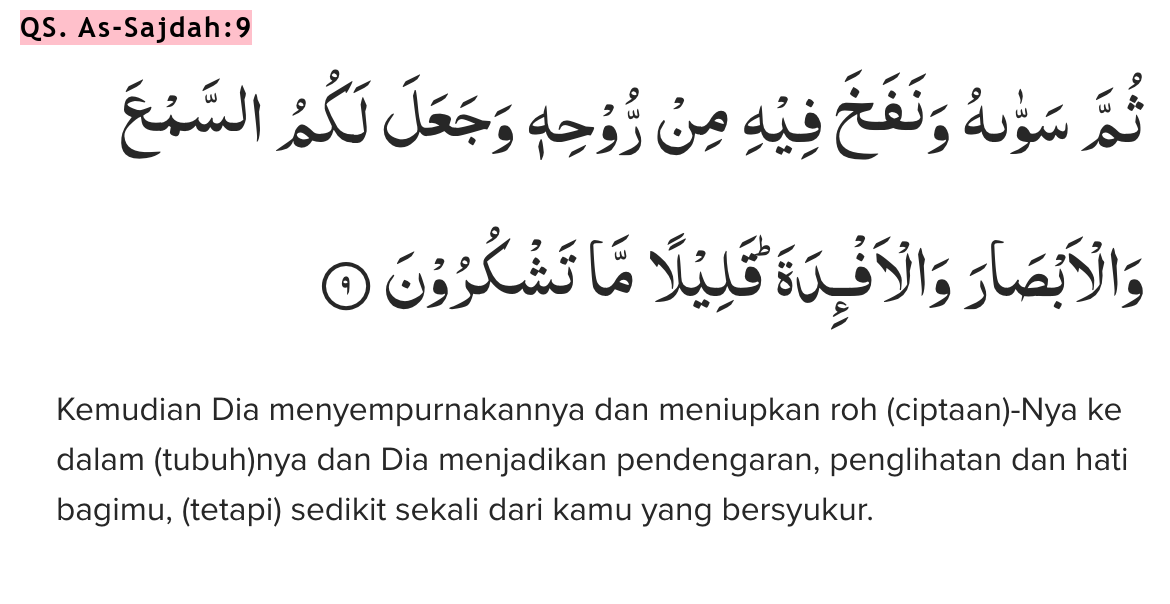 QS. As-Sajdah:9
ثُمَّ سَوّٰىهُ وَنَفَخَ فِيْهِ مِنْ رُّوْحِهٖ وَجَعَلَ لَكُمُ السَّمْعَ
وَالْاَبْصَارَ وَالْاَفْـِٕدَةَۗ قَلِيْلًا مَّا تَشْكُرُوْنَ ٩
Kemudian Dia menyempurnakannya dan meniupkan roh (ciptaan)-Nya ke
dalam (tubuh)nya dan Dia menjadikan pendengaran, penglihatan dan hati
bagimu, (tetapi) sedikit sekali dari kamu yang bersyukur.